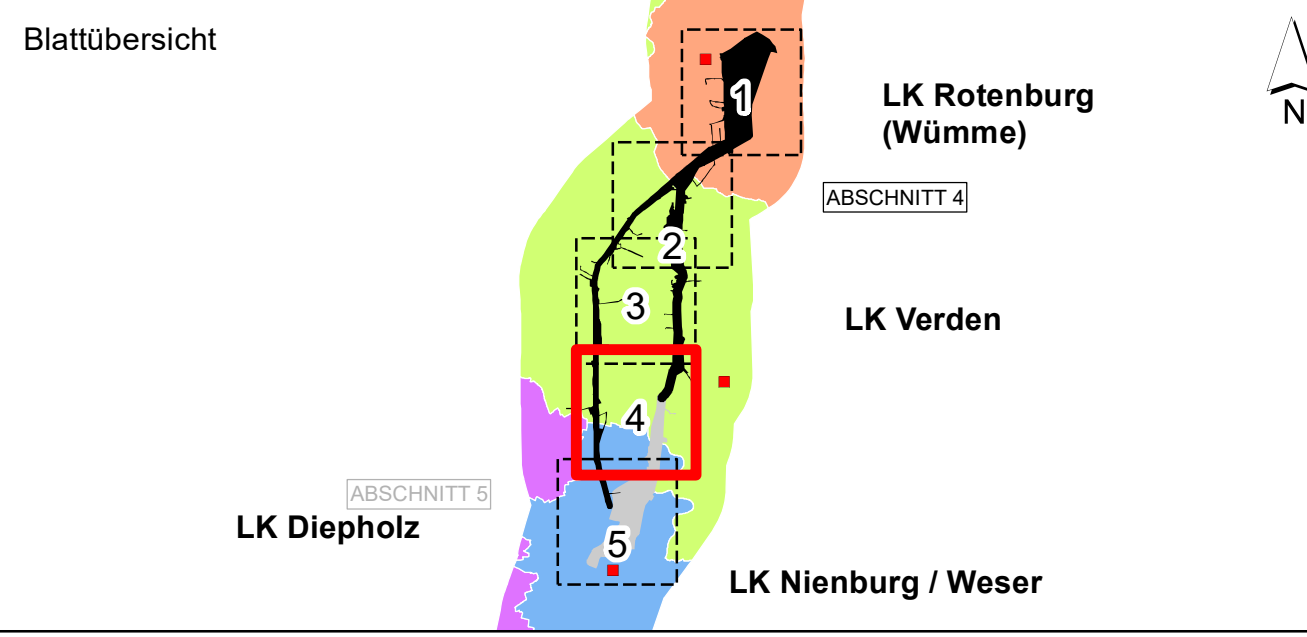 Blattübersicht
1
LK Rotenburg
(Wümme)
N
ABSCHNITT 4
2
3
LK Verden
4
ABSCHNITT 5
LK Diepholz
5
LK Nienburg / Weser